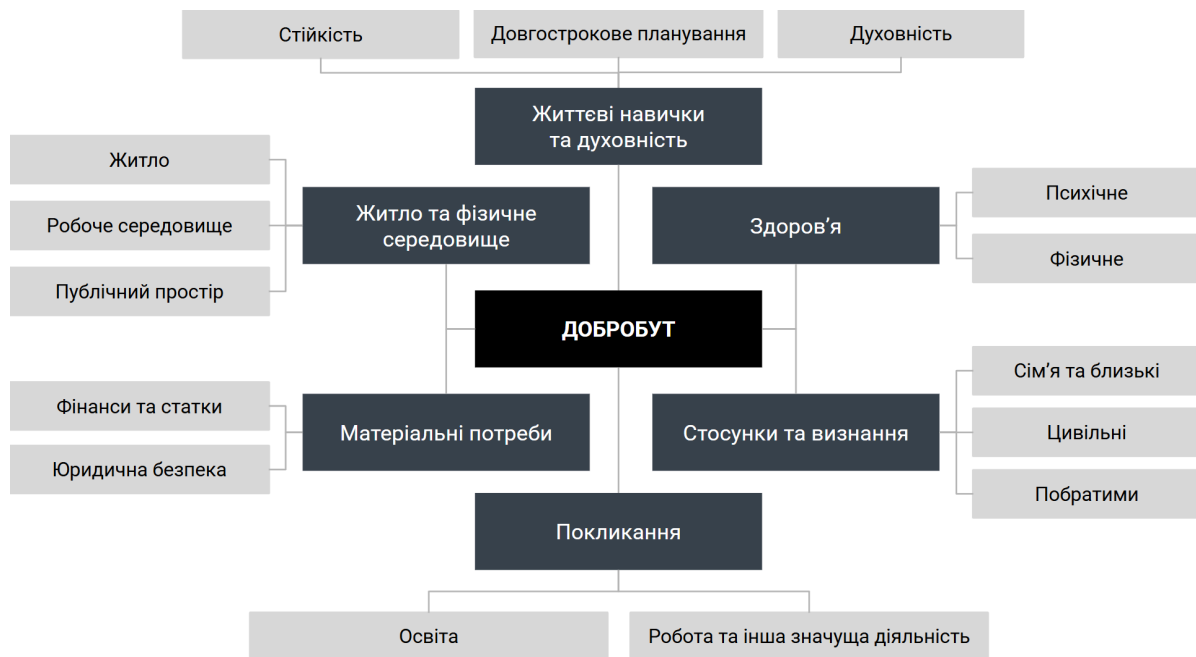 Стійкість
Довгострокове планування
Духовність
Життєві навички
та духовність
Житло
Робоче середовище
Публічний простір
Житло та фізичне
середовище
Здоров’я
Психічне
Фізичне
ДОБРОБУТ
Фінанси та статки
Юридична безпека
Матеріальні потреби
Стосунки та визнання
Сім’я та близькі
Цивільні
Побратими
Покликання
Освіта
Робота та інша значуща діяльність